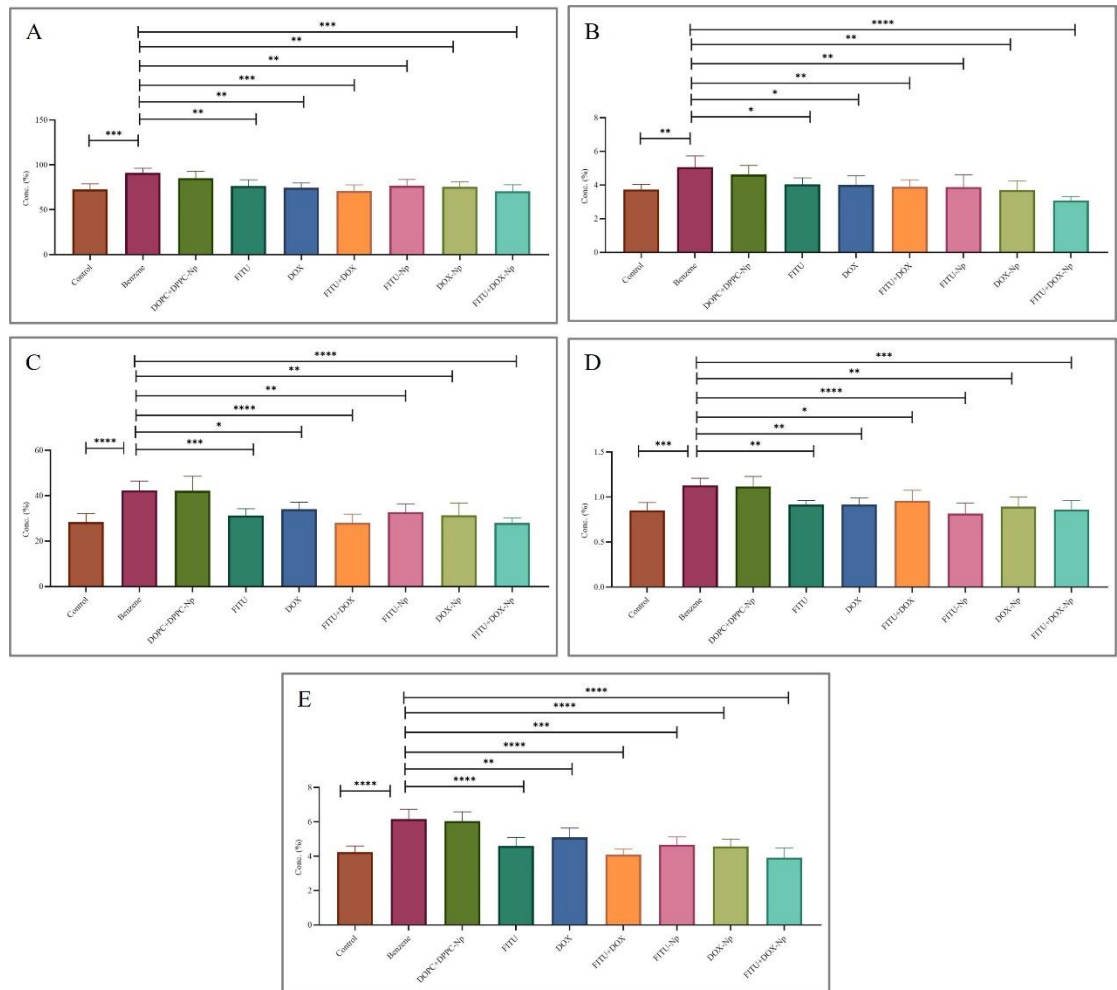 A
***
**
**
***
**
**
***
150
100
50
0
Conc. (%)
Control
Benzene
DOPC+DPPC-Np
FITU
DOX
FITU+DOX
FITU-Np
DOX-Np
FITU+DOX-Np
B
****
**
**
**
*
*
**
8
6
4
2
0
Conc. (%)
Control
Benzene
DOPC+DPPC-Np
FITU
DOX
FITU+DOX
FITU-Np
DOX-Np
FITU+DOX-Np
C
****
**
**
****
*
***
****
60
40
20
0
Conc. (%)
Control
Benzene
DOPC+DPPC-Np
FITU
DOX
FITU+DOX
FITU-Np
DOX-Np
FITU+DOX-Np
D
***
**
****
*
**
**
***
1.5
1.0
0.5
0.0
Conc. (%)
Control
Benzene
DOPC+DPPC-Np
FITU
DOX
FITU+DOX
FITU-Np
DOX-Np
FITU+DOX-Np
E
****
****
***
****
**
****
****
8
6
4
2
0
Conc. (%)
Control
Benzene
DOPC+DPPC-Np
FITU
DOX
FITU+DOX
FITU-Np
DOX-Np
FITU+DOX-Np